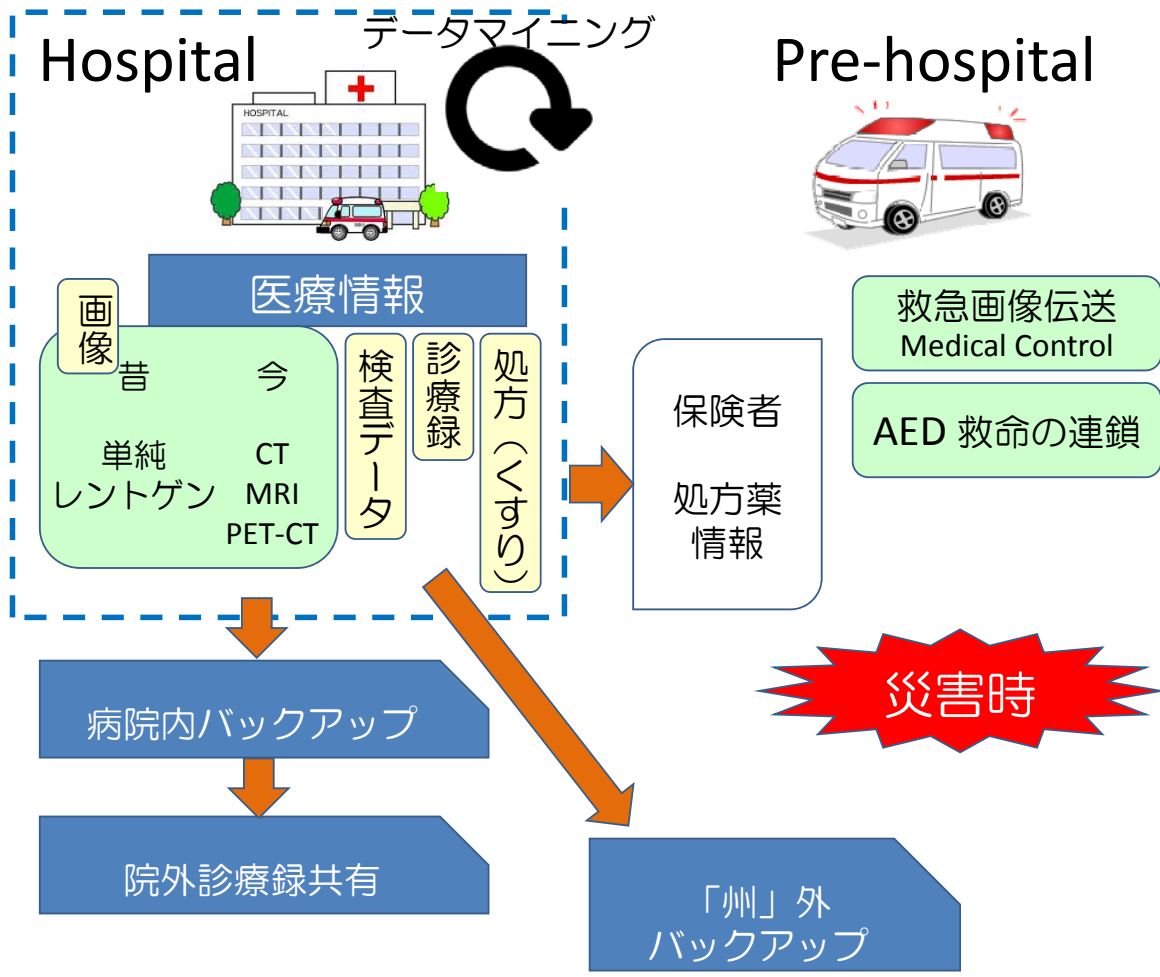 データマイニング
Hospital
Pre-hospital
HOSPITAL
医療情報
画像
昔 今
単純 CT
レントゲン MRI
PET-CT
検査データ
診療録
処方（くすり）
保険者
処方薬
情報
救急画像伝送
Medical Control
AED 救命の連鎖
災害時
病院内バックアップ
院外診療録共有
「州」外
バックアップ